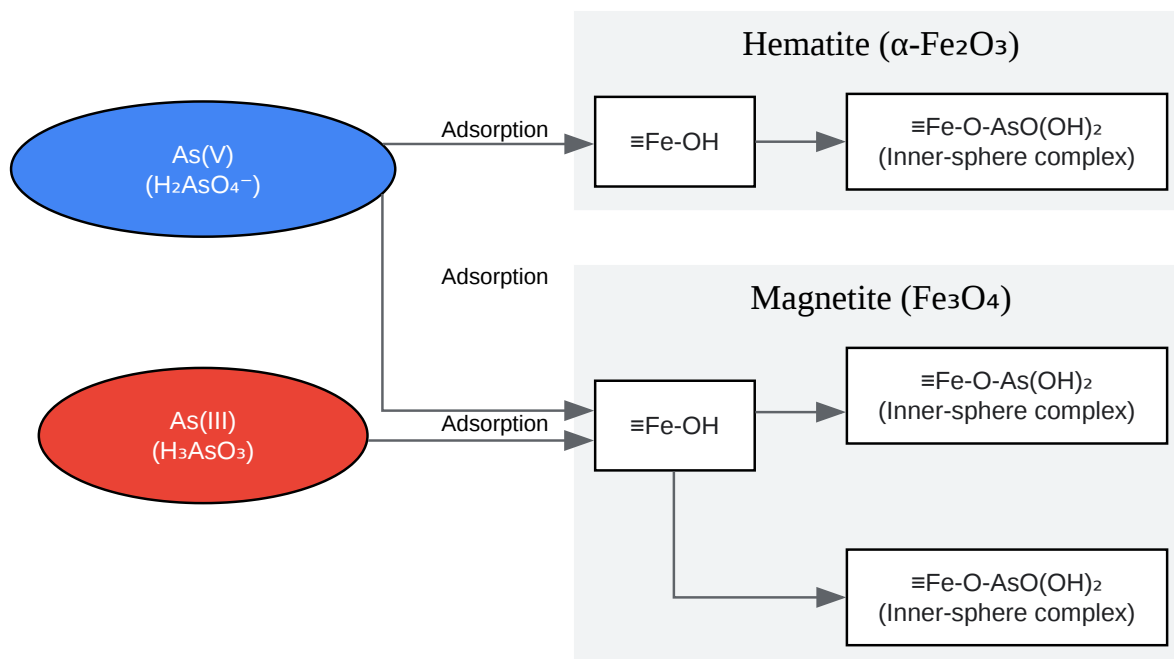 Hematite (α-Fe₂O₃)
As(V)
(H₂AsO₄⁻)
Adsorption
≡Fe-OH
≡Fe-O-AsO(OH)₂
(Inner-sphere complex)
Adsorption
Magnetite (Fe₃O₄)
As(III)
(H₃AsO₃)
Adsorption
≡Fe-OH
≡Fe-O-As(OH)₂
(Inner-sphere complex)
≡Fe-O-AsO(OH)₂
(Inner-sphere complex)